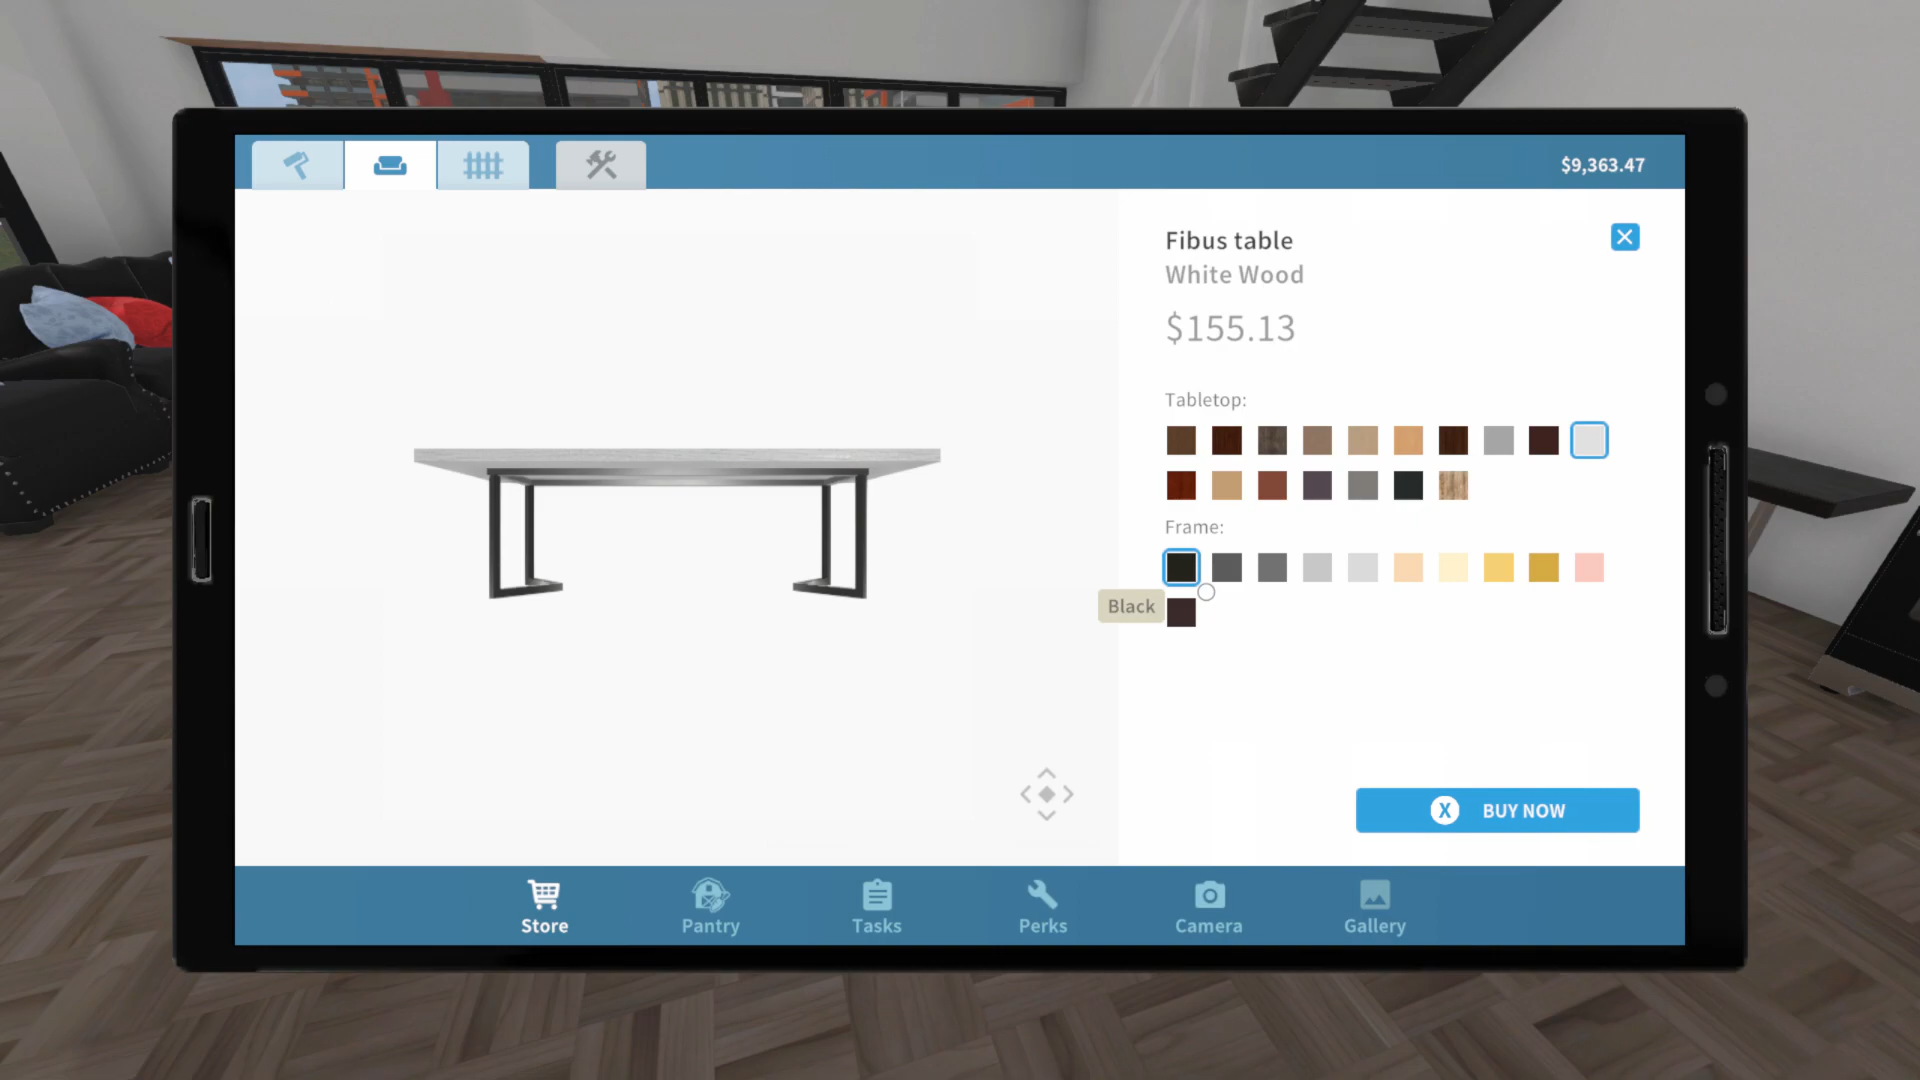 $9,363.47
Fibus table
White Wood
$155.13
Tabletop:
Frame:
Black
X BUY NOW
Store
Pantry
Tasks
Perks
Camera
Gallery